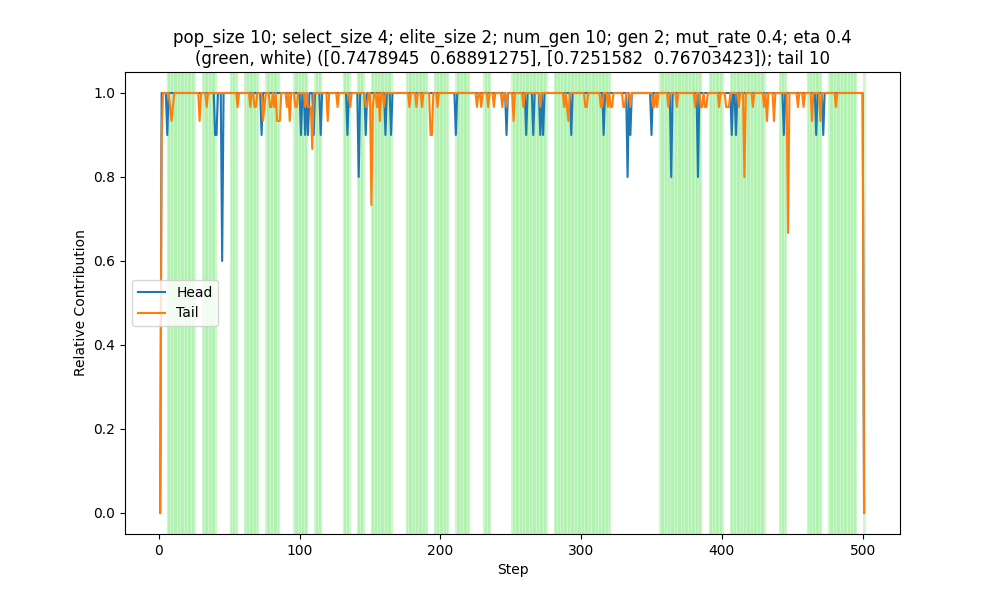 pop_size 10; select_size 4; elite_size 2; num_gen 10; gen 2; mut_rate 0.4; eta 0.4
(green, white) ([0.7478945  0.68891275], [0.7251582  0.76703423]); tail 10
1.0
0.8
0.6
0.4
0.2
0.0
Relative Contribution
Head
Tail
0
100
200
300
400
500
Step